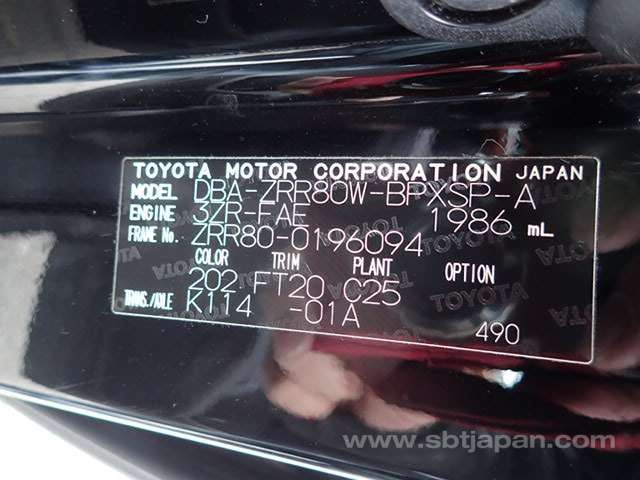 TOYOTA MOTOR CORPORATION JAPAN
MODEL DBA-ZRR80W-BPXSP-A
ENGINE 3ZR-FAE 1986 mL
FRAME No. ZRR80-0196094
COLOR TRIM PLANT OPTION
202 FT20 C25
TRANS./AXLE K114 -01A
490
www.sbtjapan.com